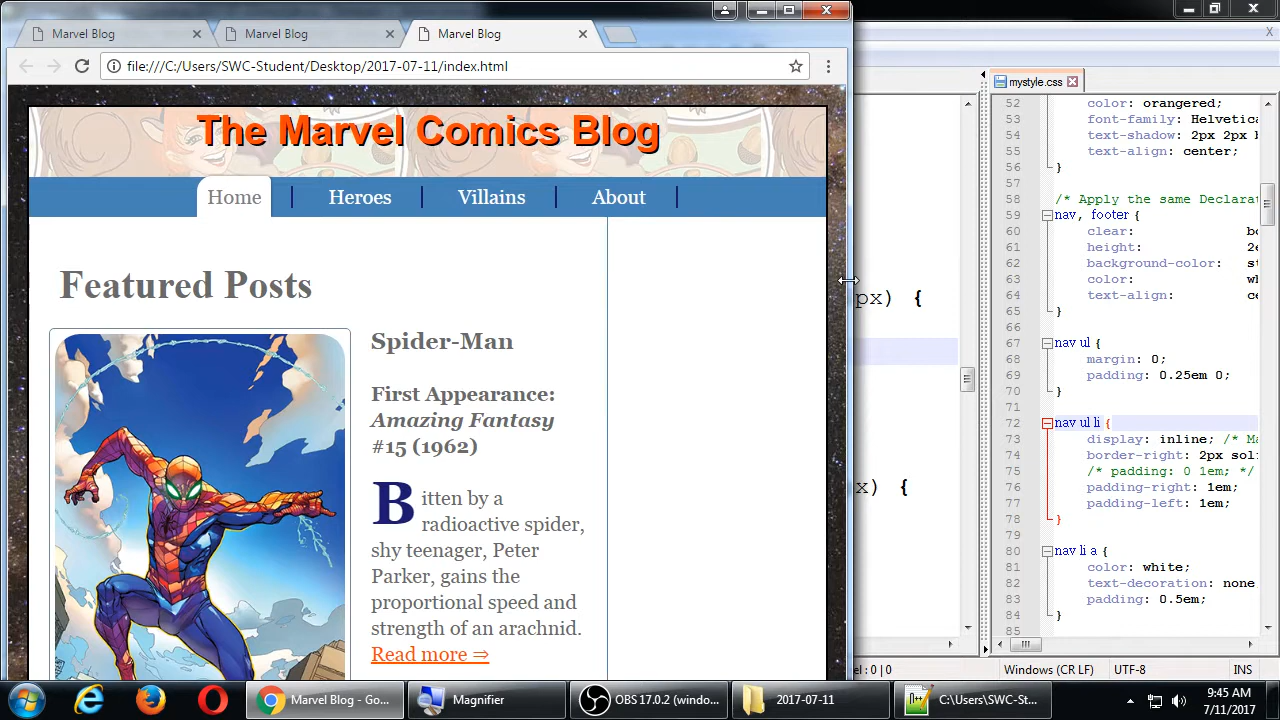 Marvel Blog
Marvel Blog
Marvel Blog
file:///C:/Users/SWC-Student/Desktop/2017-07-11/index.html
The Marvel Comics Blog
Home
Heroes
Villains
About
Featured Posts
Spider-Man
First Appearance:
Amazing Fantasy
#15 (1962)
Bitten by a
radioactive spider,
shy teenager, Peter
Parker, gains the
proportional speed and
strength of an arachnid.
Read more ⇒
px) {
x) {
mystyle.css
52 color: orangered;
53 font-family: Helvetica
54 text-shadow: 2px 2px
55 text-align: center;
56 }
57
58 /* Apply the same Declarat
59 nav, footer {
60 clear: bo
61 height: 2e
62 background-color: st
63 color: wh
64 text-align: ce
65 }
66
67 nav ul {
68 margin: 0;
69 padding: 0.25em 0;
70 }
71
72 nav ul li {
73 display: inline; /* Ma
74 border-right: 2px sol
75 /* padding: 0 1em; */
76 padding-right: 1em;
77 padding-left: 1em;
78 }
79
80 nav li a {
81 color: white;
82 text-decoration: none
83 padding: 0.5em;
84 }
85
el : 0 | 0
Windows (CR LF)
UTF-8
INS
Marvel Blog - Go...
Magnifier
OBS 17.0.2 (windo...
2017-07-11
C:\Users\SWC-St...
9:45 AM
7/11/2017